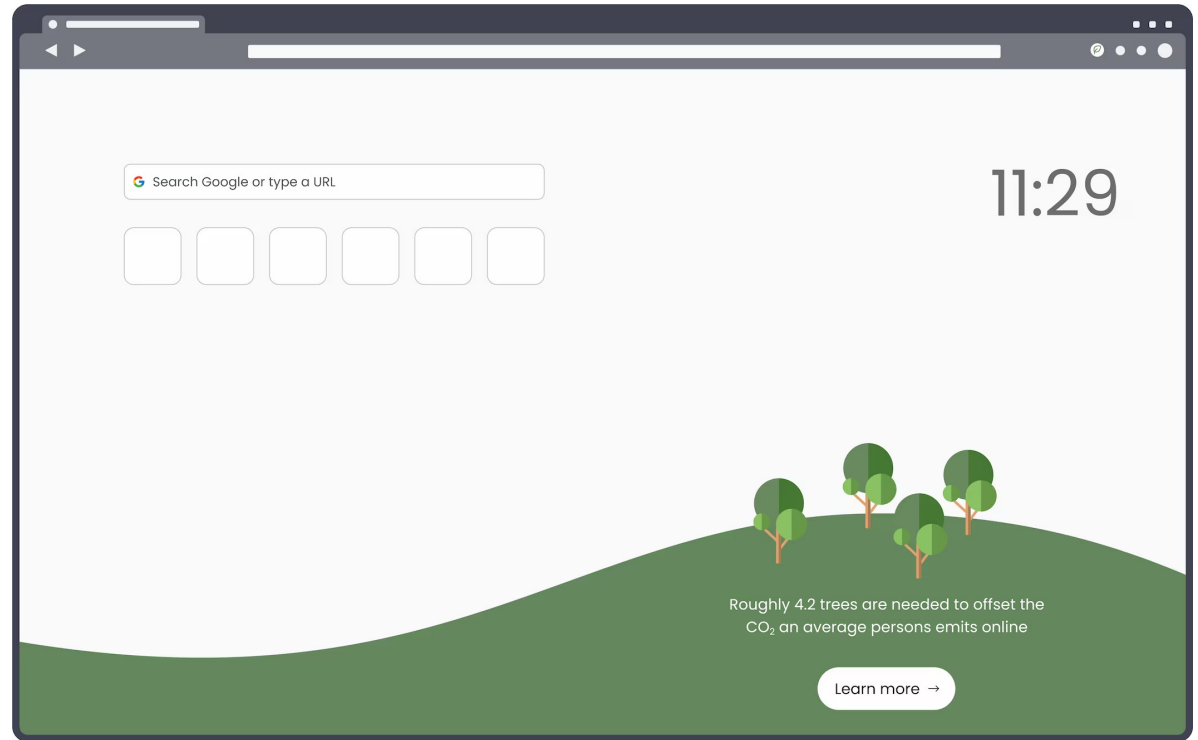 Search Google or type a URL
11:29
Roughly 4.2 trees are needed to offset the
CO₂ an average persons emits online
Learn more →